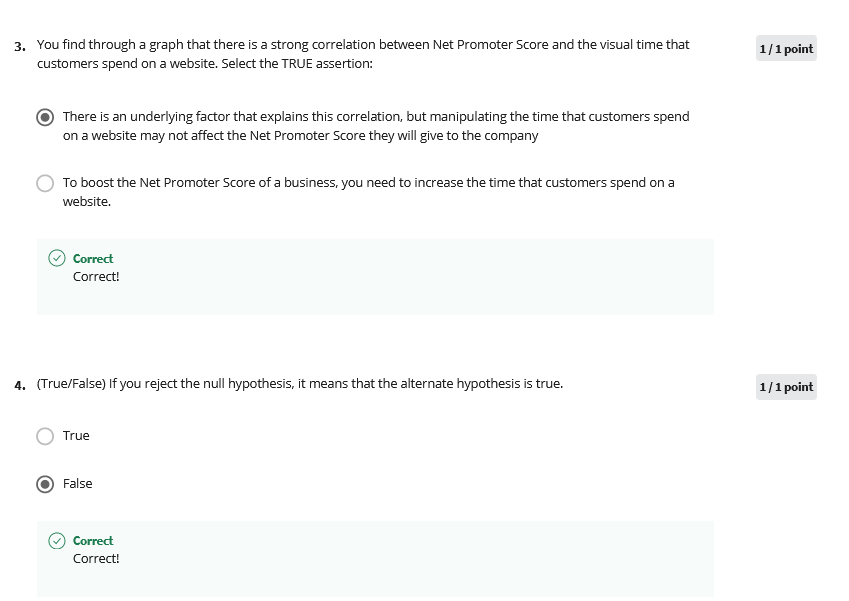 3. You find through a graph that there is a strong correlation between Net Promoter Score and the visual time that 1 / 1 point
customers spend on a website. Select the TRUE assertion:
There is an underlying factor that explains this correlation, but manipulating the time that customers spend
on a website may not affect the Net Promoter Score they will give to the company
To boost the Net Promoter Score of a business, you need to increase the time that customers spend on a
website.
Correct
Correct!
4. (True/False) If you reject the null hypothesis, it means that the alternate hypothesis is true. 1 / 1 point
True
False
Correct
Correct!